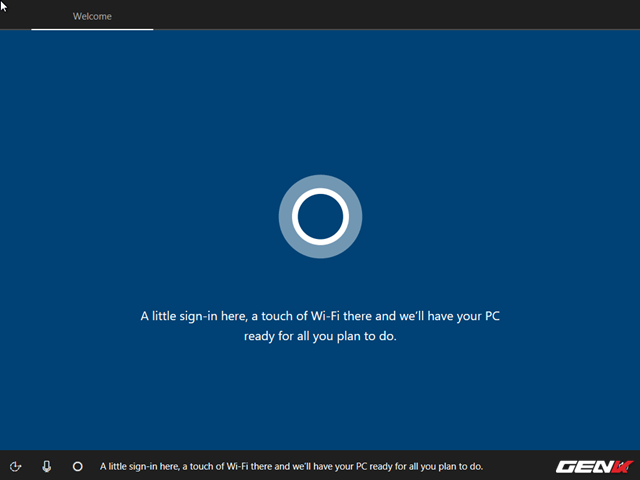 Welcome
A little sign-in here, a touch of Wi-Fi there and we'll have your PC
ready for all you plan to do.
A little sign-in here, a touch of Wi-Fi there and we'll have your PC ready for all you plan to do.
GENK